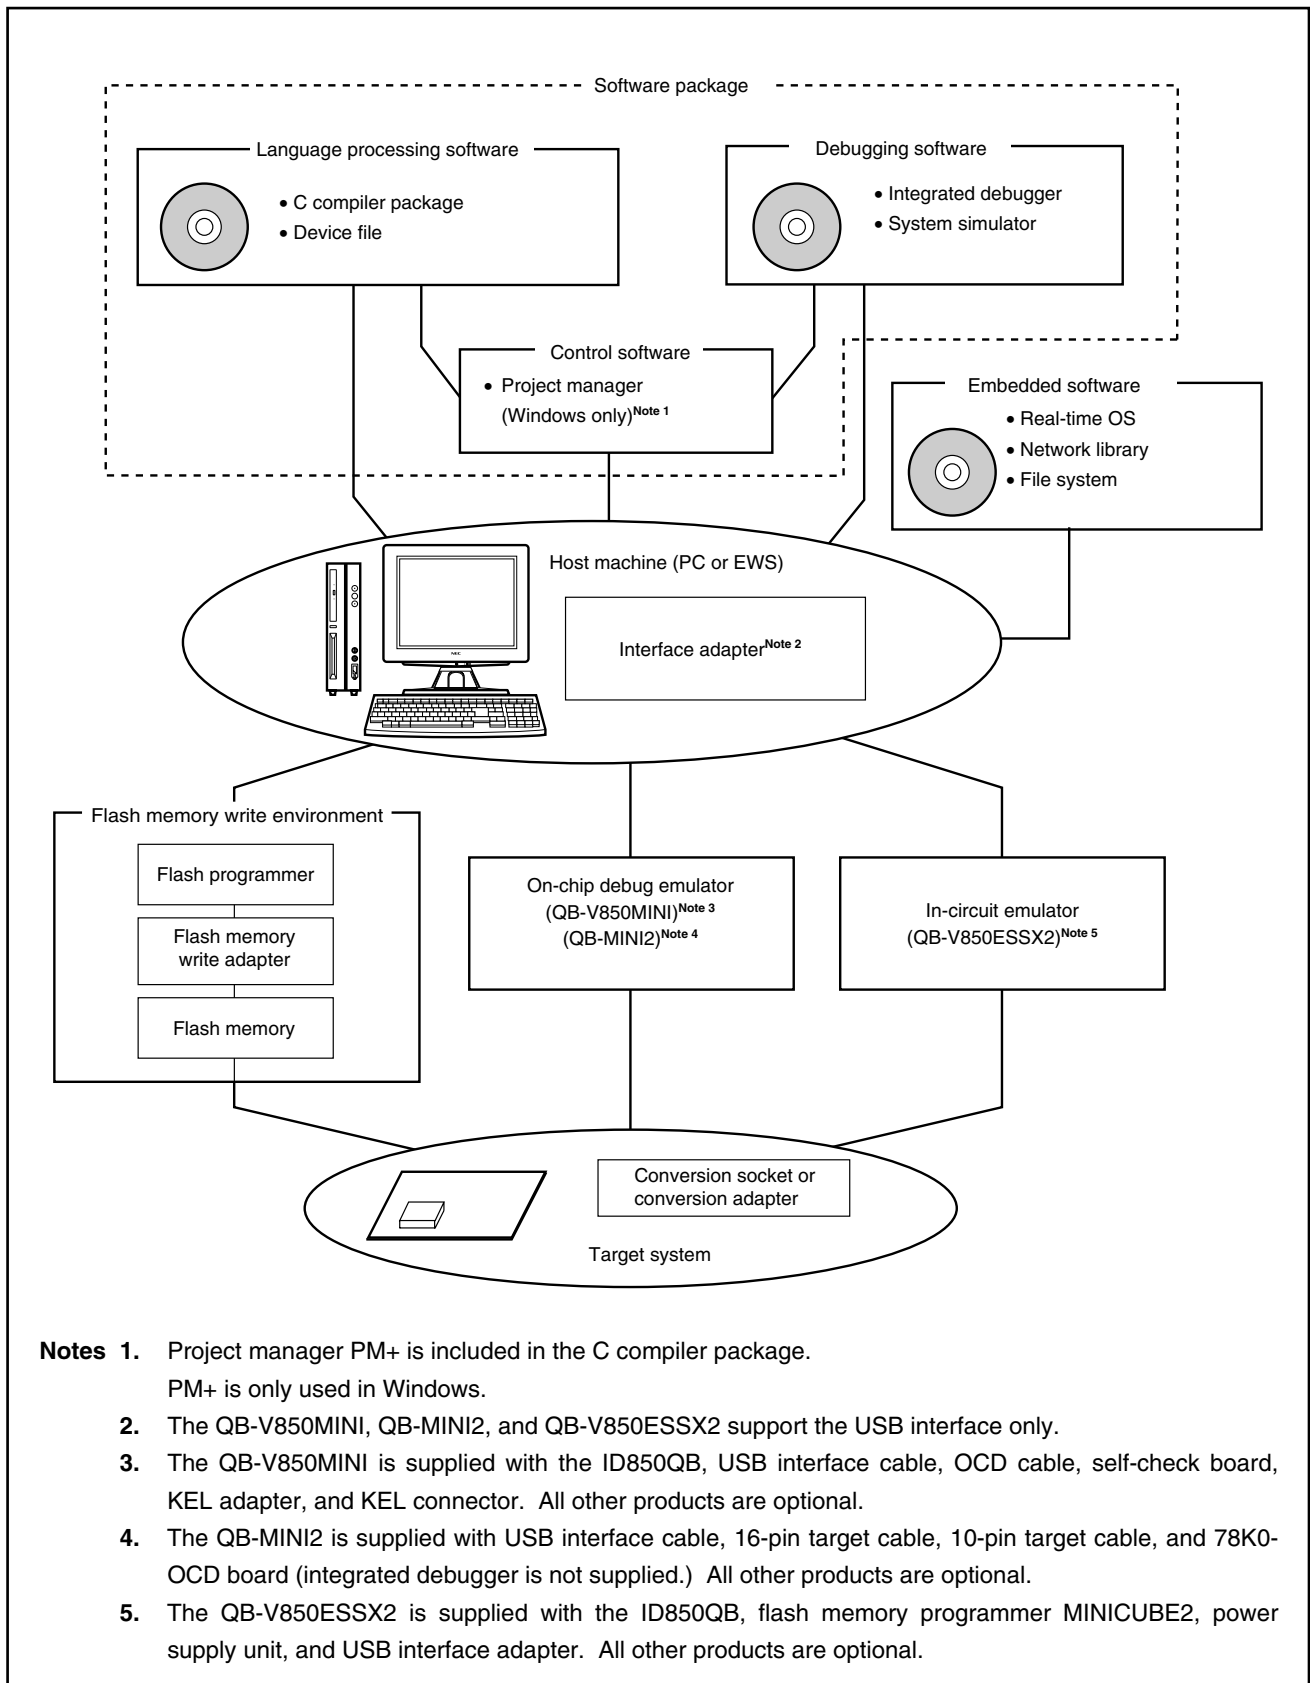 Software package
Language processing software
• C compiler package
• Device file
Debugging software
• Integrated debugger
• System simulator
Control software
• Project manager
(Windows only)Note 1
Embedded software
• Real-time OS
• Network library
• File system
Host machine (PC or EWS)
Interface adapterNote 2
NEC
Flash memory write environment
Flash programmer
Flash memory
write adapter
Flash memory
On-chip debug emulator
(QB-V850MINI)Note 3
(QB-MINI2)Note 4
In-circuit emulator
(QB-V850ESSX2)Note 5
Conversion socket or
conversion adapter
Target system
Notes 1. Project manager PM+ is included in the C compiler package.
PM+ is only used in Windows.
2. The QB-V850MINI, QB-MINI2, and QB-V850ESSX2 support the USB interface only.
3. The QB-V850MINI is supplied with the ID850QB, USB interface cable, OCD cable, self-check board,
KEL adapter, and KEL connector. All other products are optional.
4. The QB-MINI2 is supplied with USB interface cable, 16-pin target cable, 10-pin target cable, and 78K0-
OCD board (integrated debugger is not supplied.) All other products are optional.
5. The QB-V850ESSX2 is supplied with the ID850QB, flash memory programmer MINICUBE2, power
supply unit, and USB interface adapter. All other products are optional.